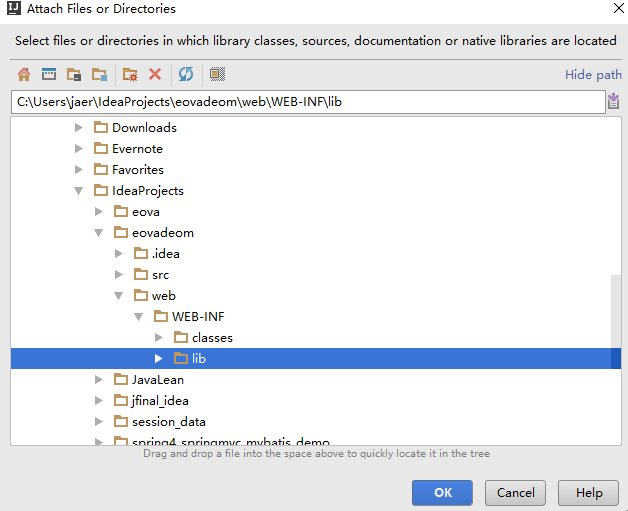 Attach Files or Directories
Select files or directories in which library classes, sources, documentation or native libraries are located
Hide path
C:\Users\jaer\IdeaProjects\eovadeom\web\WEB-INF\lib
Downloads
Evernote
Favorites
IdeaProjects
eova
eovadeom
.idea
src
web
WEB-INF
classes
lib
JavaLean
jfinal_idea
session_data
spring4_springmvc_mybatis_demo
Drag and drop a file into the space above to quickly locate it in the tree
OK Cancel Help